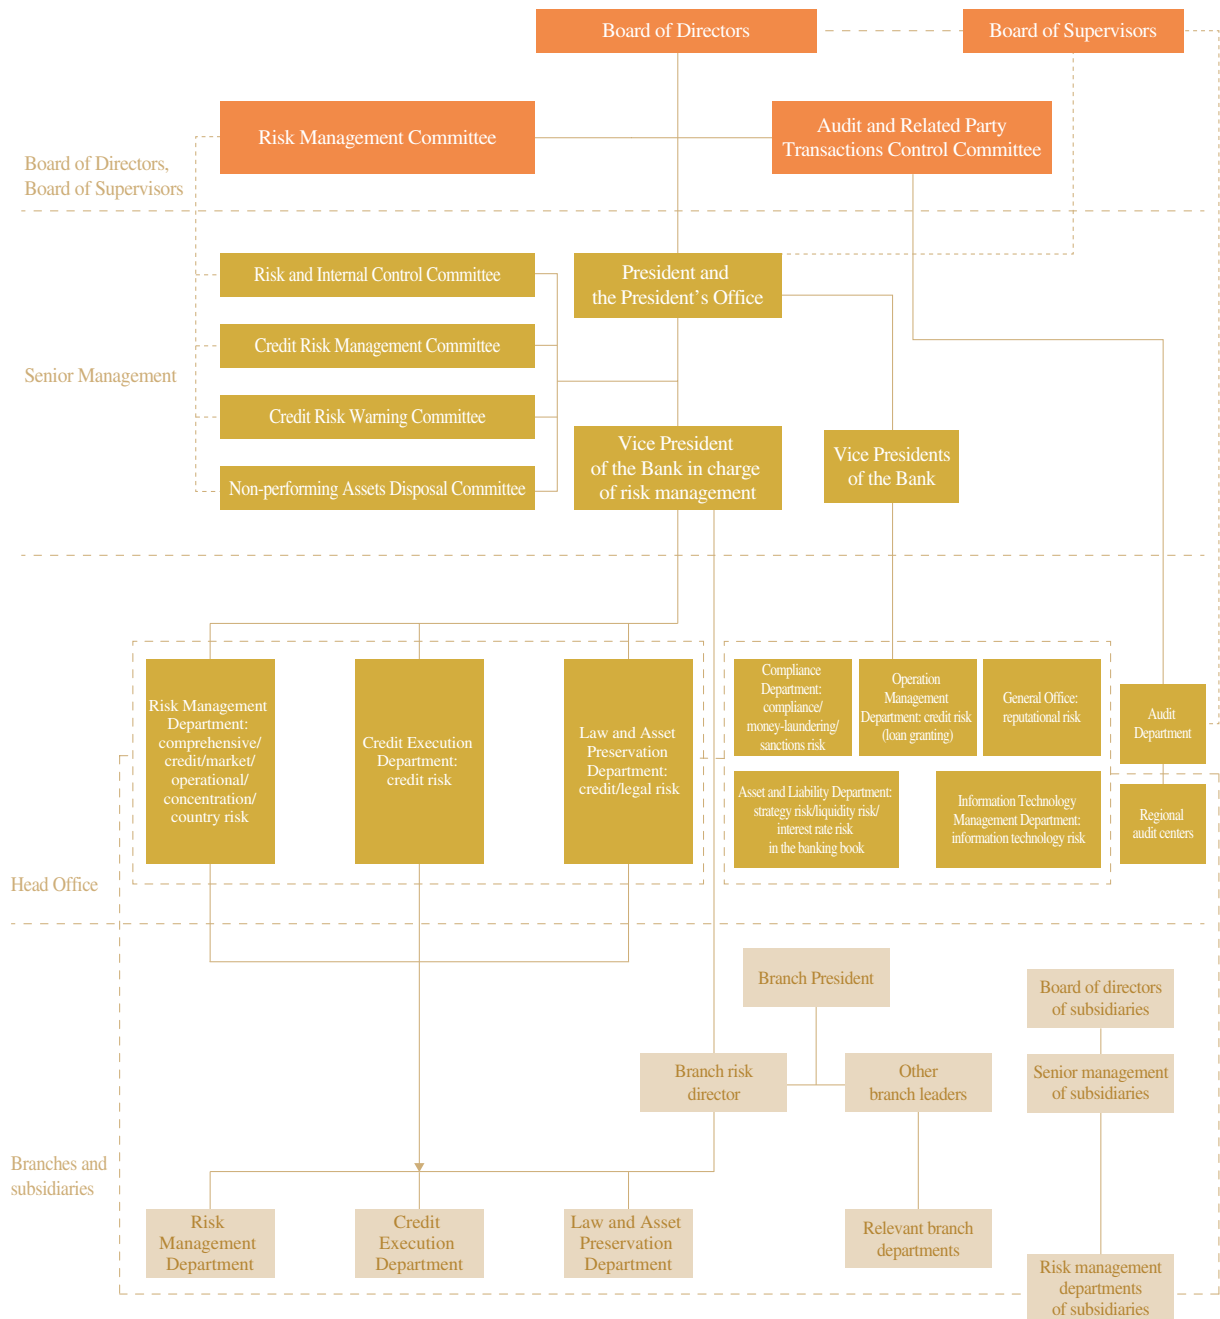 Board of Directors
Board of Supervisors
Risk Management Committee
Audit and Related Party
Transactions Control Committee
Board of Directors,
Board of Supervisors
Risk and Internal Control Committee
President and
the President’s Office
Credit Risk Management Committee
Senior Management
Credit Risk Warning Committee
Vice President
of the Bank in charge
of risk management
Vice Presidents
of the Bank
Non-performing Assets Disposal Committee
Risk Management
Department:
comprehensive/
credit/market/
operational/
concentration/
country risk
Credit Execution
Department:
credit risk
Law and Asset
Preservation
Department:
credit/legal risk
Compliance
Department:
compliance/
money-laundering/
sanctions risk
Operation
Management
Department: credit risk
(loan granting)
General Office:
reputational risk
Audit
Department
Asset and Liability Department:
strategy risk/liquidity risk/
interest rate risk
in the banking book
Information Technology
Management Department:
information technology risk
Regional
audit centers
Head Office
Branch President
Board of directors
of subsidiaries
Branch risk
director
Other
branch leaders
Senior management
of subsidiaries
Branches and
subsidiaries
Risk
Management
Department
Credit
Execution
Department
Law and Asset
Preservation
Department
Relevant branch
departments
Risk management
departments
of subsidiaries